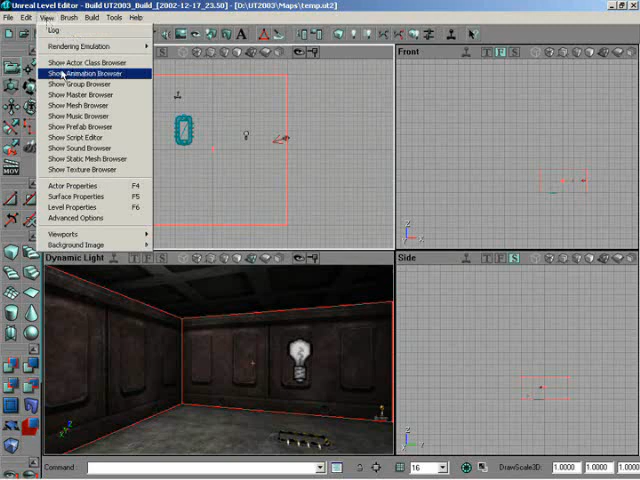 Unreal Level Editor - Build UT2003_Build_[2002-12-17_23.50] - [D:\UT2003\Maps\temp.ut2]
File Edit View Brush Build Tools Help
Log
Rendering Emulation
Show Actor Class Browser
Show Animation Browser
Show Group Browser
Show Master Browser
Show Mesh Browser
Show Music Browser
Show Prefab Browser
Show Script Editor
Show Sound Browser
Show Static Mesh Browser
Show Texture Browser
Actor Properties F4
Surface Properties F5
Level Properties F6
Advanced Options
Viewports
Background Image
Front T F S
MOV
Z
X
Dynamic Light T F S
Side T F S
Z
Y
Command 16 DrawScale3D: 1.0000 1.0000 1.0000